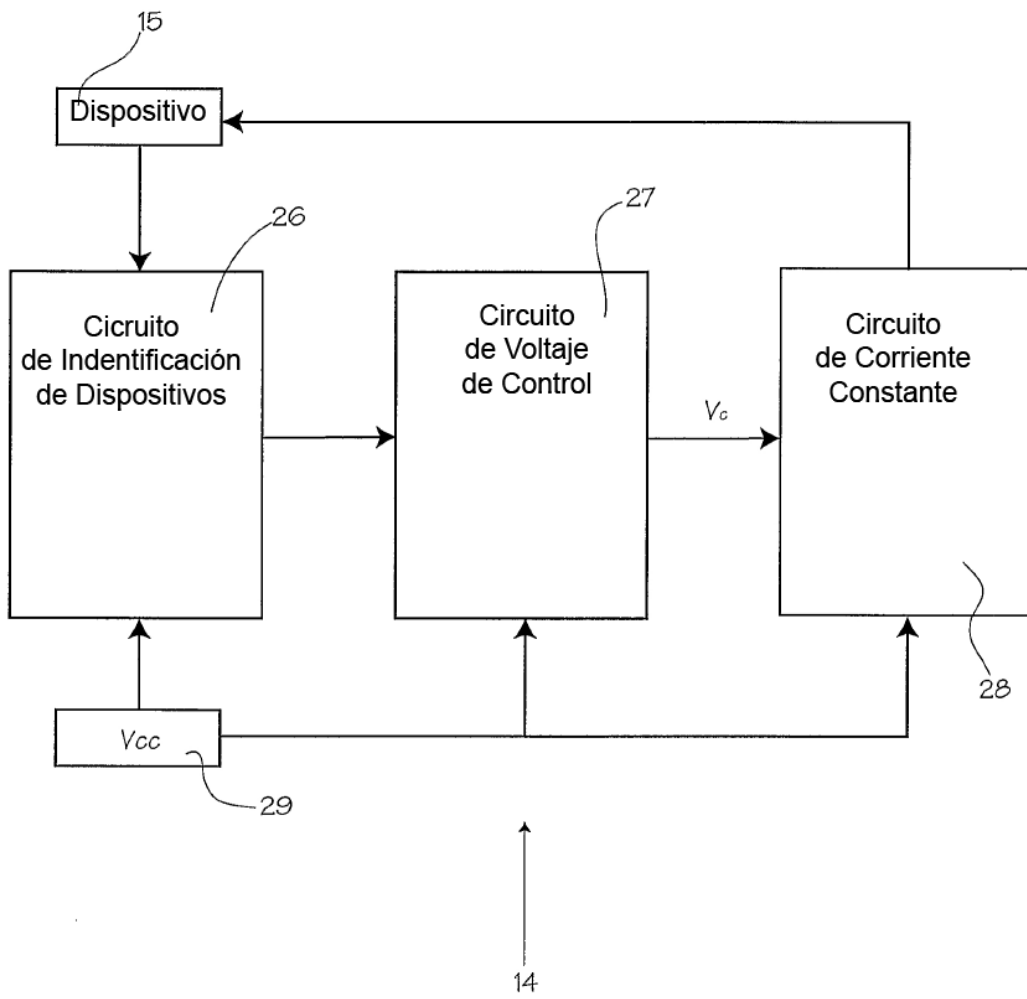 15
Dispositivo
26
27
Cicruito
de Indentificación
de Dispositivos
Circuito
de Voltaje
de Control
Vc
Circuito
de Corriente
Constante
28
Vcc
29
14